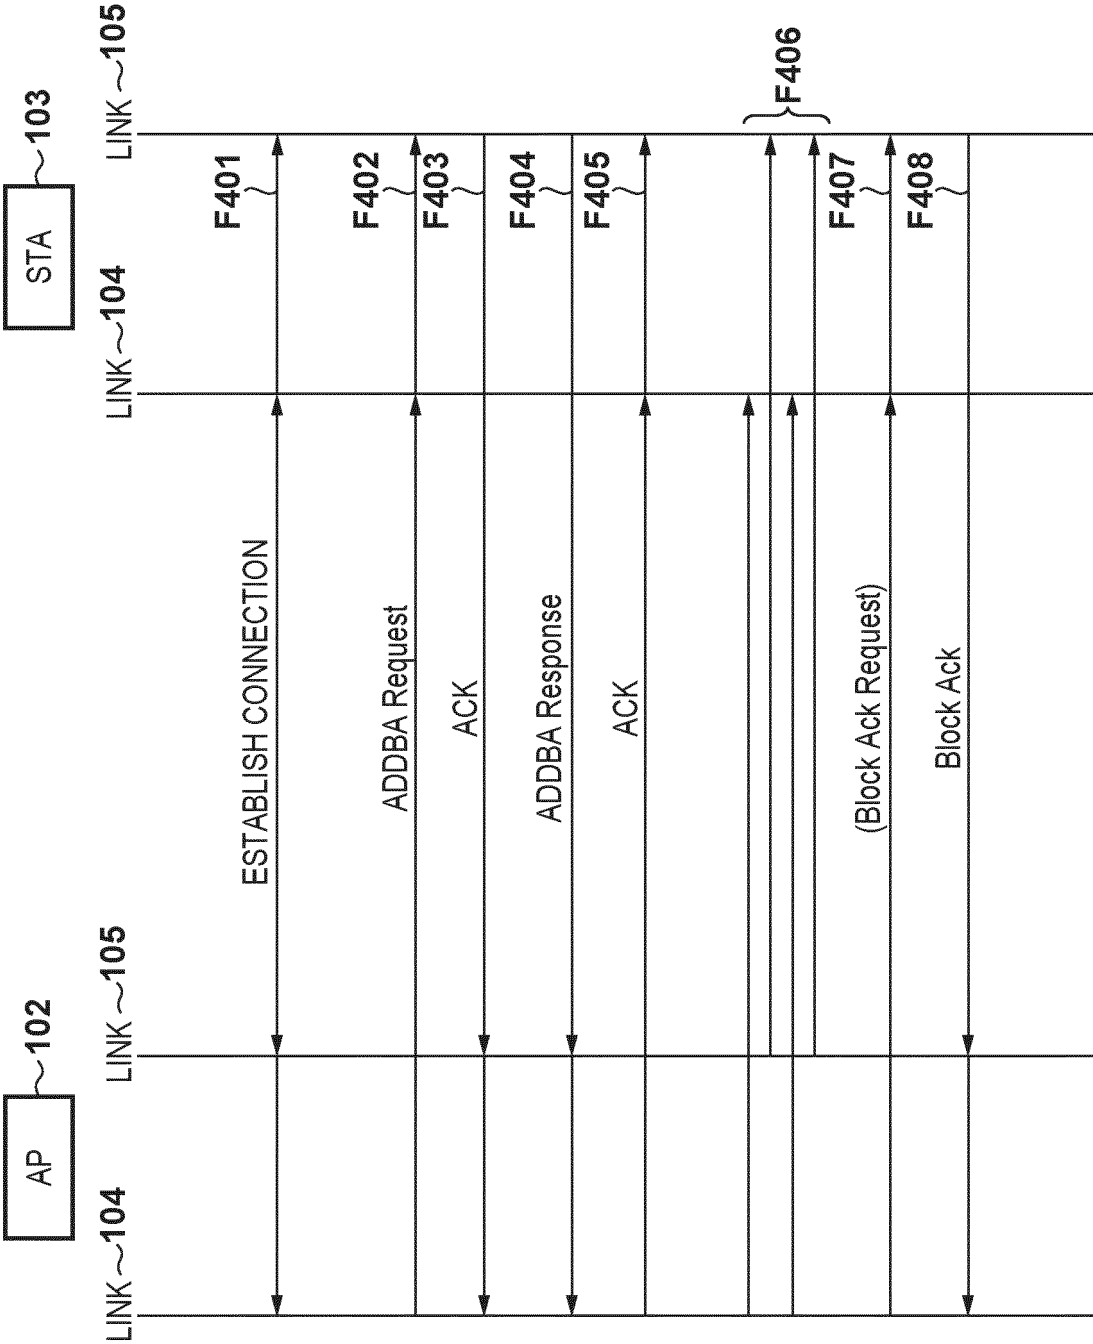 AP ~102
STA ~103
LINK ~104
LINK ~105
LINK ~104
LINK ~105
ESTABLISH CONNECTION
F401
ADDBA Request
F402
ACK
F403
ADDBA Response
F404
ACK
F405
F406
(Block Ack Request)
F407
Block Ack
F408